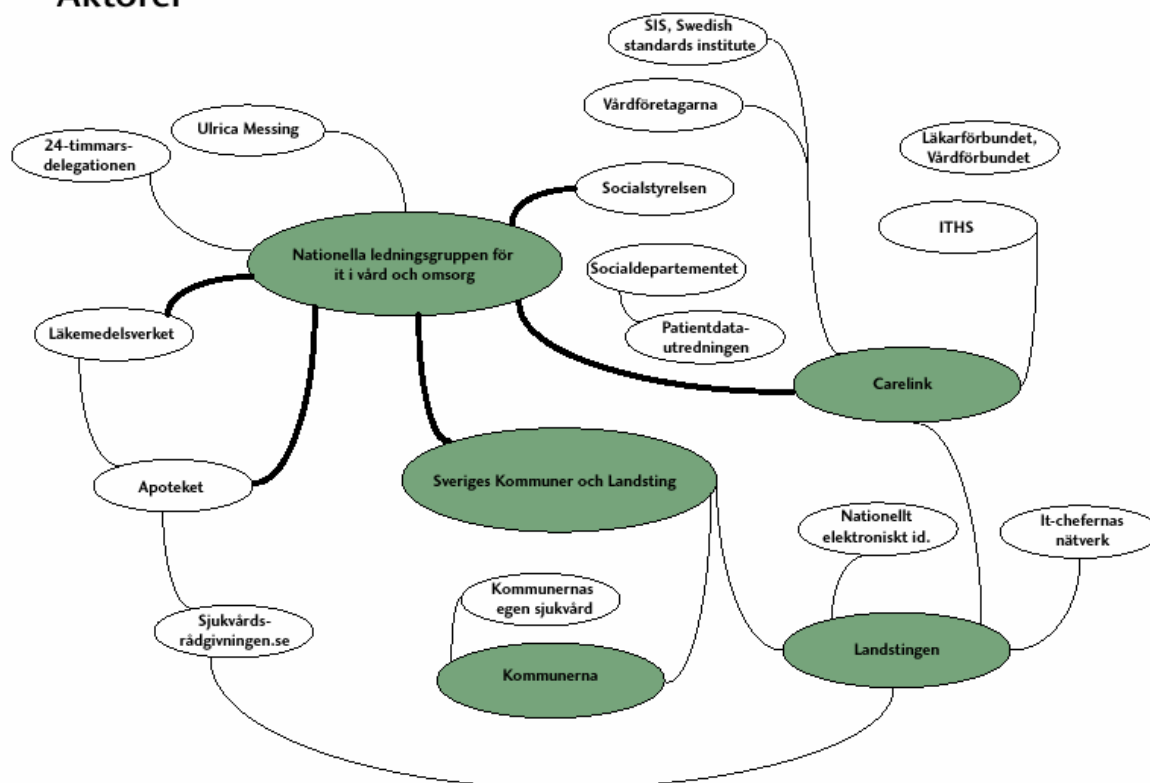 Aktörer
SIS, Swedish
standards institute
Vårdföretagarna
Ulrica Messing
24-timmars-
delegationen
Läkarförbundet,
Vårdförbundet
Socialstyrelsen
ITHS
Nationella ledningsgruppen för
it i vård och omsorg
Socialdepartementet
Läkemedelsverket
Patientdata-
utredningen
Carelink
Apoteket
Sveriges Kommuner och Landsting
Nationellt
elektroniskt id.
It-chefernas
nätverk
Kommunernas
egen sjukvård
Sjukvårds-
rådgivningen.se
Kommunerna
Landstingen